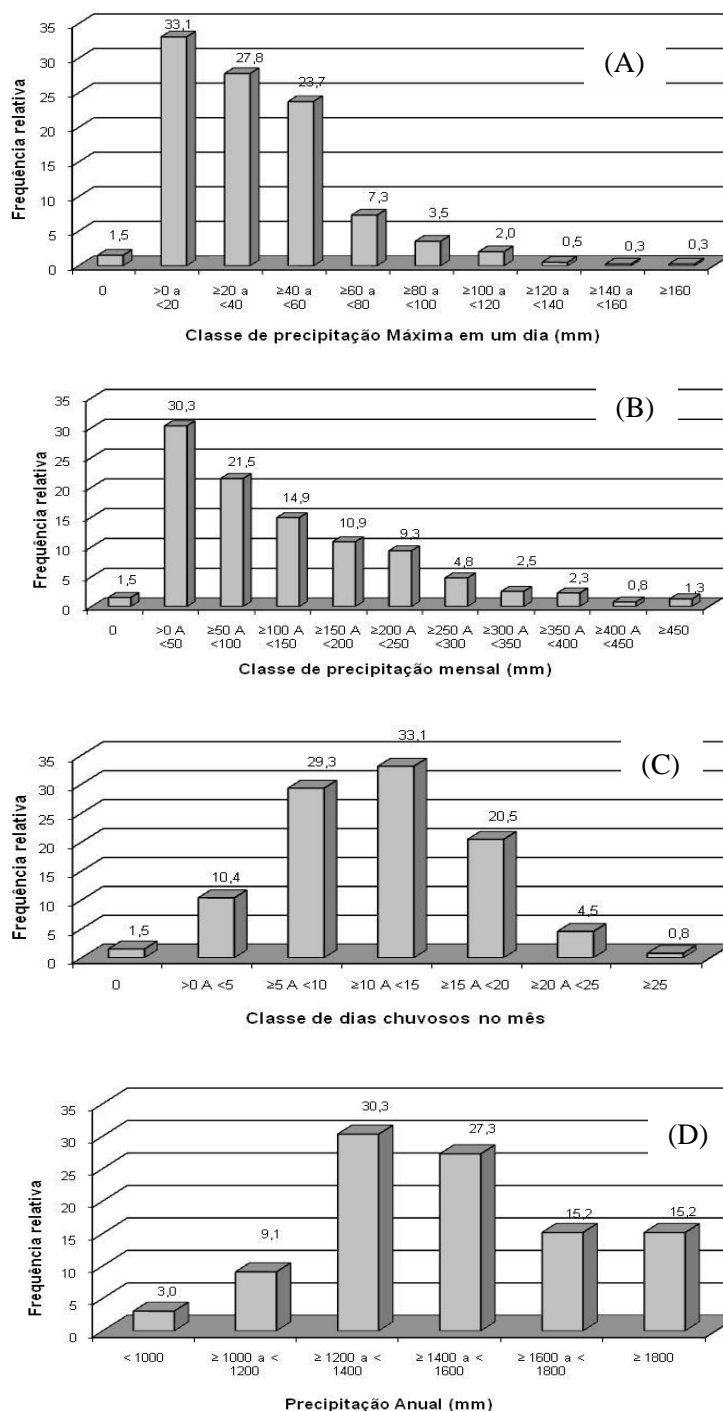 (A)
Frequência relativa
35
30
25
20
15
10
5
0
33,1
27,8
23,7
7,3
3,5
2,0
1,5
0,5
0,3
0,3
0
>0 a <20
≥20 a <40
≥40 a <60
≥60 a <80
≥80 a <100
≥100 a <120
≥120 a <140
≥140 a <160
≥160
Classe de precipitação Máxima em um dia (mm)
(B)
Frequência relativa
35
30
25
20
15
10
5
0
1,5
30,3
21,5
14,9
10,9
9,3
4,8
2,5
2,3
0,8
1,3
0
>0 A <50
≥50 A <100
≥100 A <150
≥150 A <200
≥200 A <250
≥250 A <300
≥300 A <350
≥350 A <400
≥400 A <450
≥450
Classe de precipitação mensal (mm)
(C)
Frequência relativa
35
30
25
20
15
10
5
0
1,5
10,4
29,3
33,1
20,5
4,5
0,8
0
>0 A <5
≥5 A <10
≥10 A <15
≥15 A <20
≥20 A <25
≥25
Classe de dias chuvosos no mês
(D)
Frequência relativa
35
30
25
20
15
10
5
0
3,0
9,1
30,3
27,3
15,2
15,2
< 1000
≥ 1000 a < 1200
≥ 1200 a < 1400
≥ 1400 a < 1600
≥ 1600 a < 1800
≥ 1800
Precipitação Anual (mm)